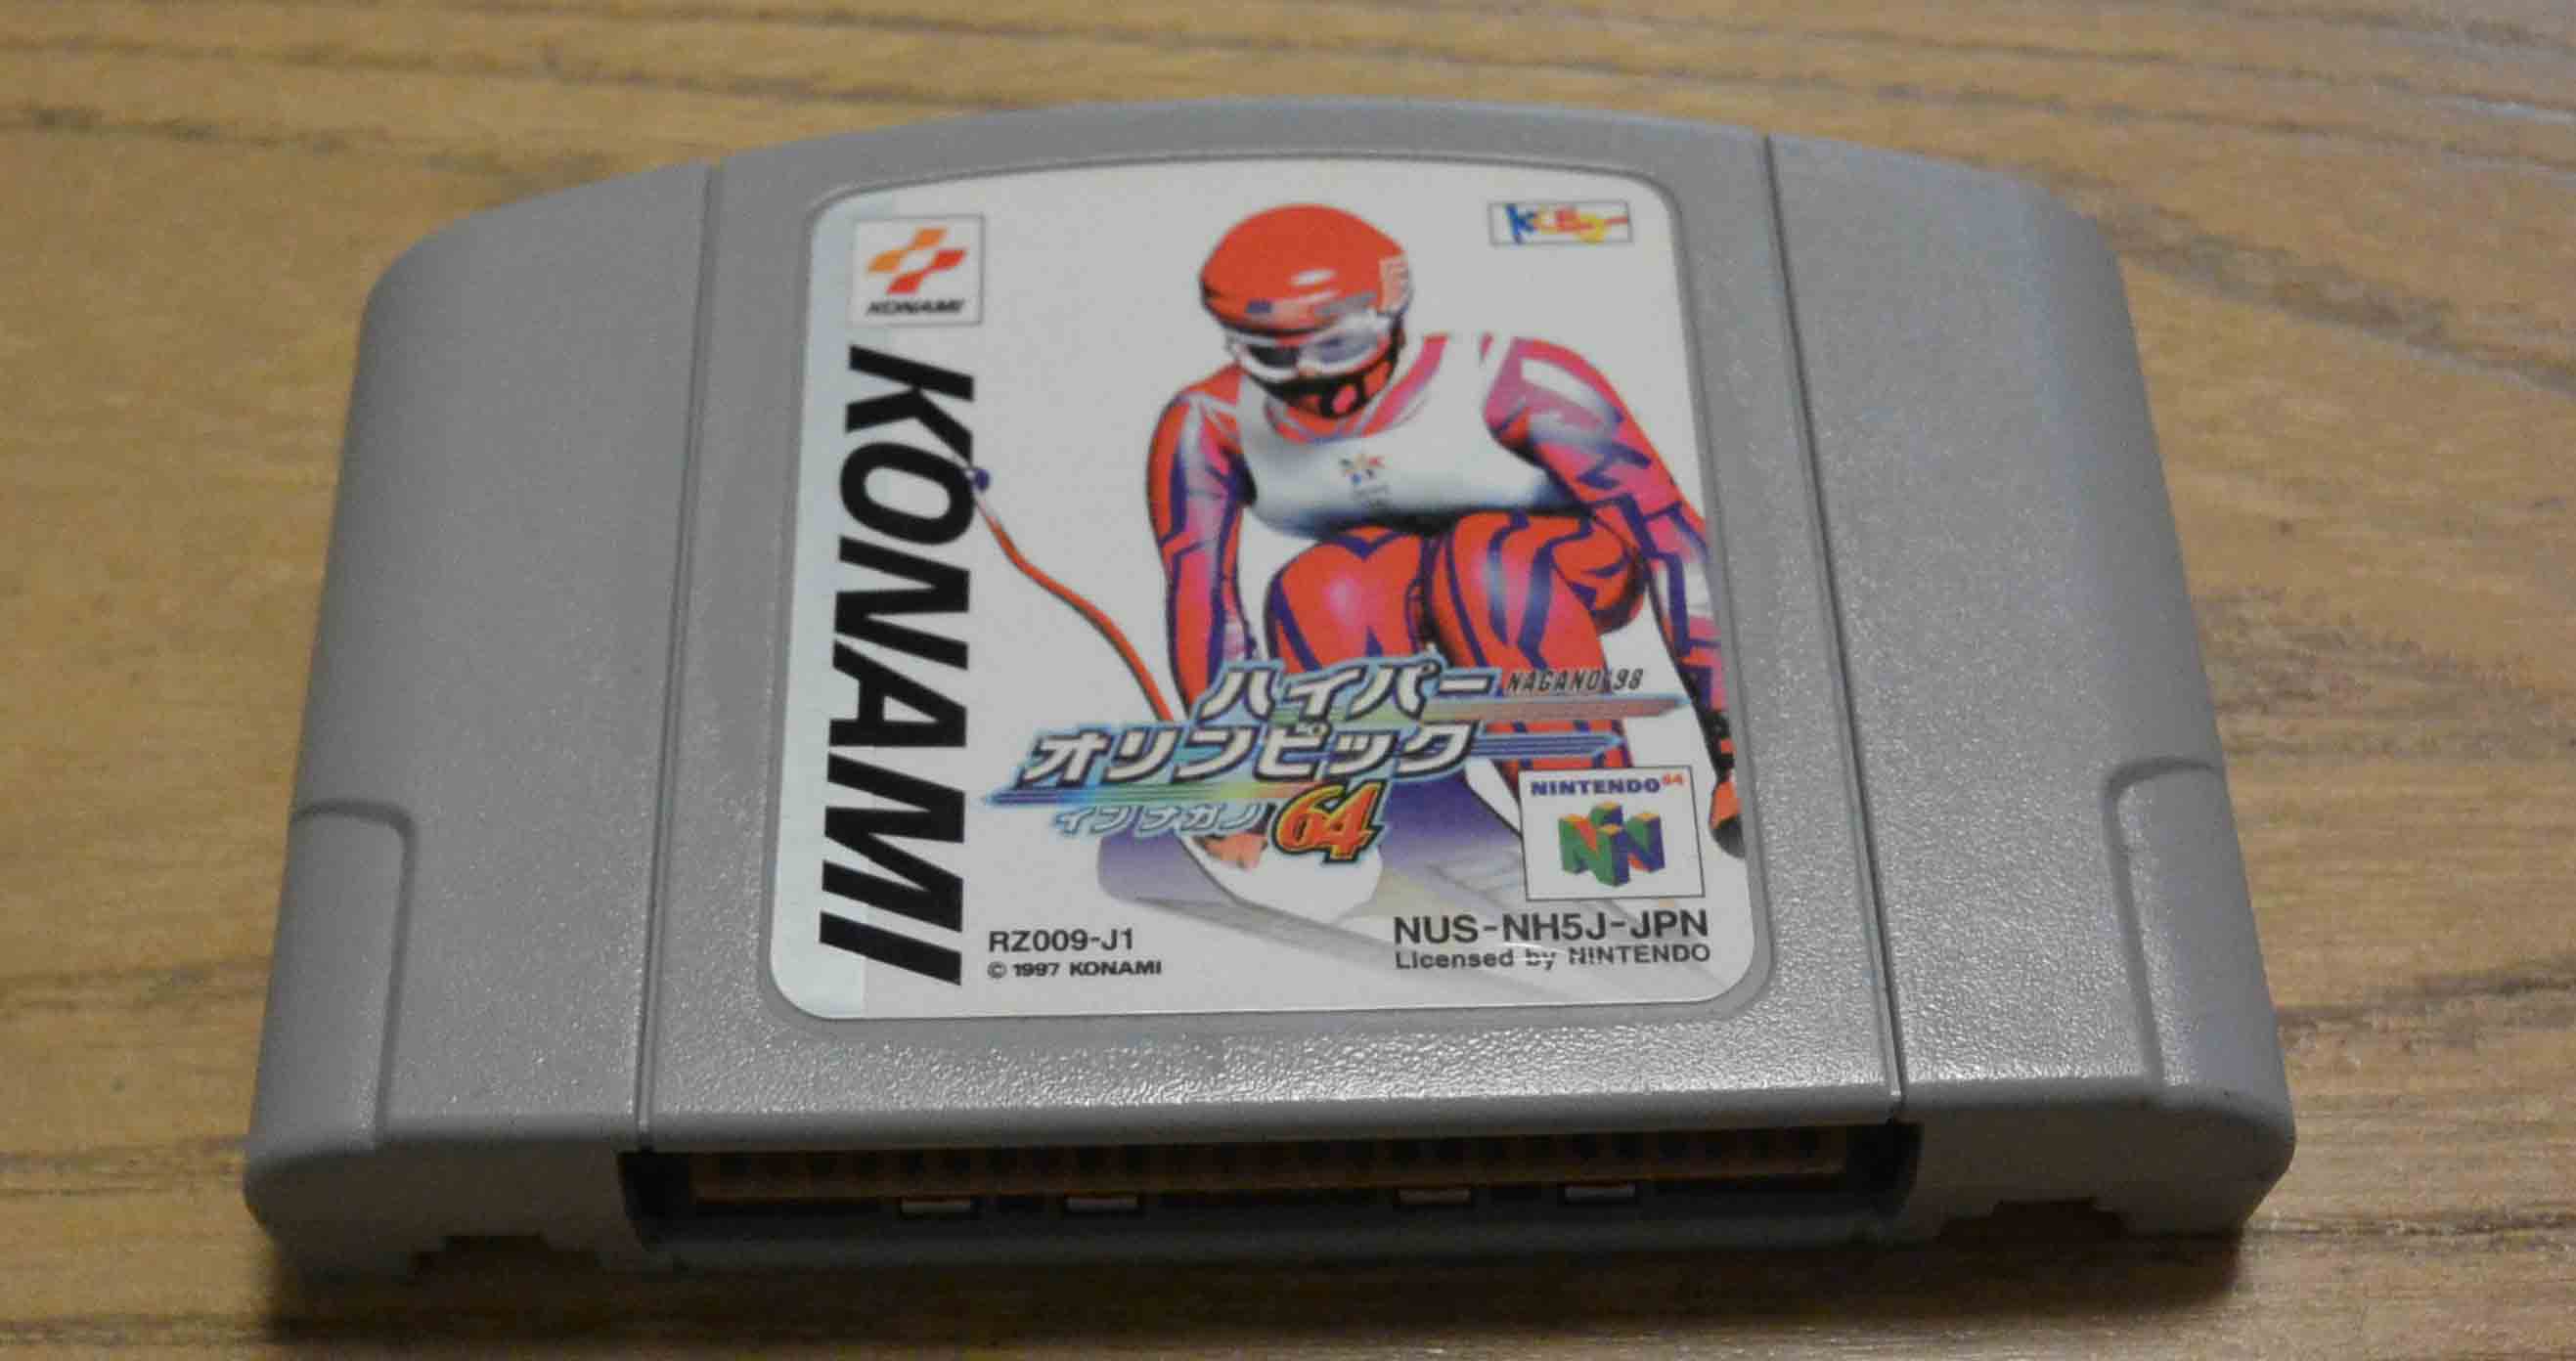 KONAMI
KONAMI
ハイパー NAGANO '98
オリンピック
イン ナガノ 64
NINTENDO64
RZ009-J1
© 1997 KONAMI
NUS-NH5J-JPN
Licensed by NINTENDO